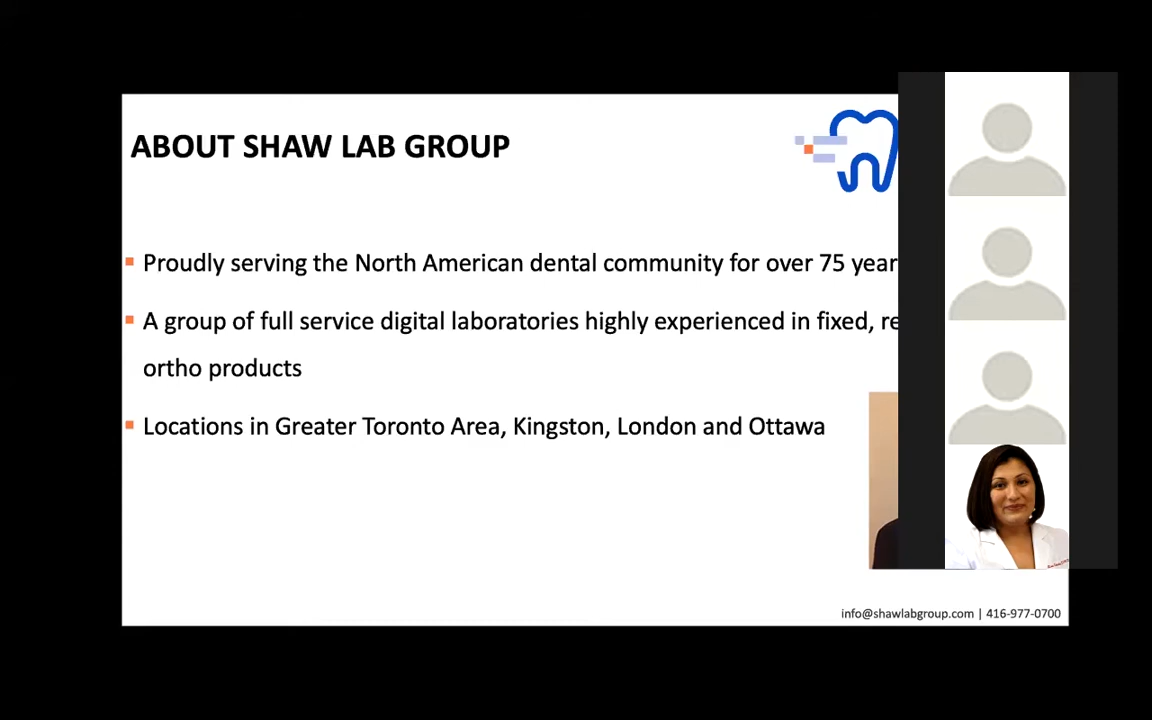 ABOUT SHAW LAB GROUP
Proudly serving the North American dental community for over 75 year
A group of full service digital laboratories highly experienced in fixed, re
ortho products
Locations in Greater Toronto Area, Kingston, London and Ottawa
info@shawlabgroup.com | 416-977-0700